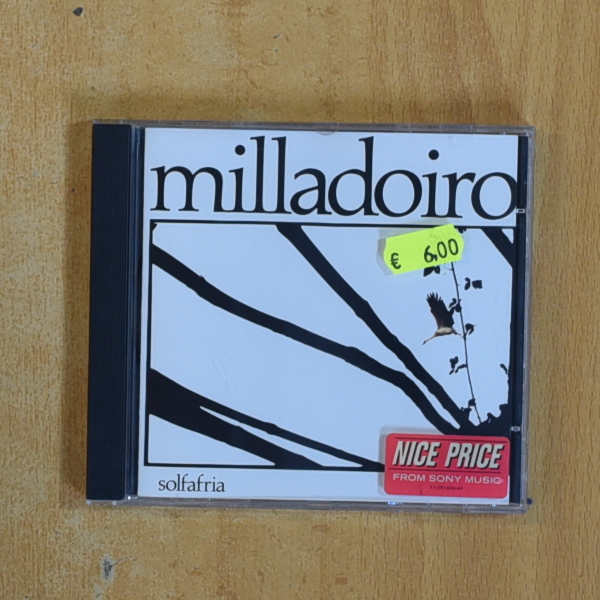 milladoiro
€ 6,00
NICE PRICE
FROM SONY MUSIC
solfafria